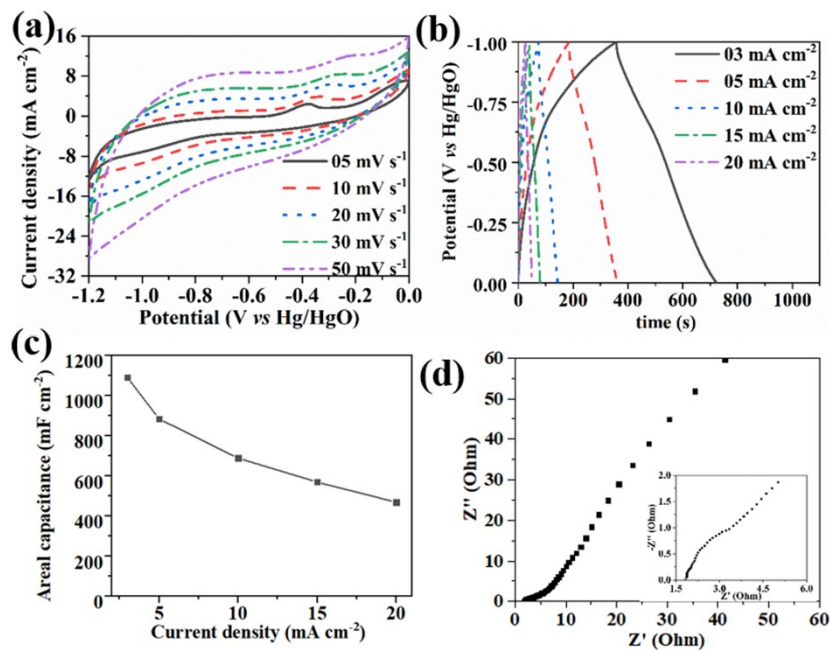 (a)
Current density (mA cm⁻²)
16
8
0
-8
-16
-24
-32
05 mV s⁻¹
10 mV s⁻¹
20 mV s⁻¹
30 mV s⁻¹
50 mV s⁻¹
-1.2 -1.0 -0.8 -0.6 -0.4 -0.2 0.0
Potential (V vs Hg/HgO)
(b)
Potential (V vs Hg/HgO)
-1.00
-0.75
-0.50
-0.25
0.00
03 mA cm⁻²
05 mA cm⁻²
10 mA cm⁻²
15 mA cm⁻²
20 mA cm⁻²
0 200 400 600 800 1000
time (s)
(c)
Areal capacitance (mF cm⁻²)
1200
1000
800
600
400
200
0
5 10 15 20
Current density (mA cm⁻²)
(d)
Z'' (Ohm)
60
50
40
30
20
10
0
0 10 20 30 40 50 60
Z' (Ohm)
-Z'' (Ohm)
2.0
1.5
1.0
0.5
0.0
1.5 3.0 4.5 6.0
Z' (Ohm)